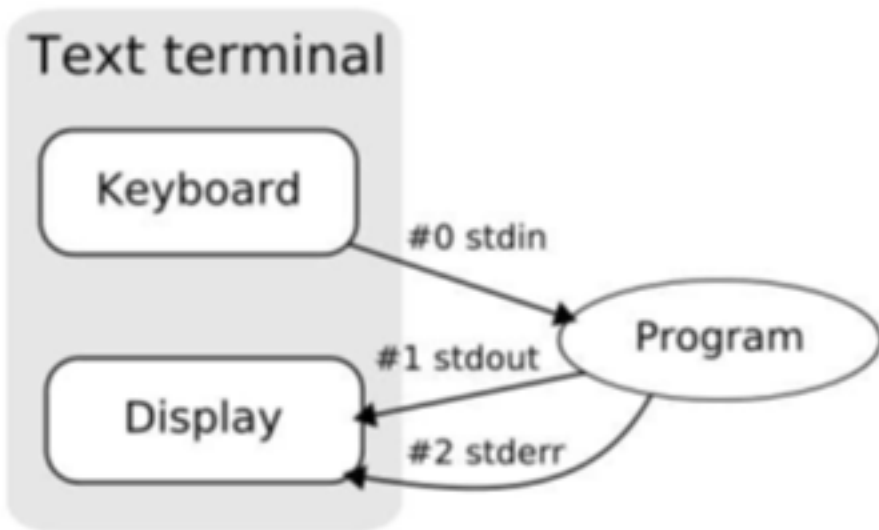 Text terminal
Keyboard
#0 stdin
Program
#1 stdout
Display
#2 stderr